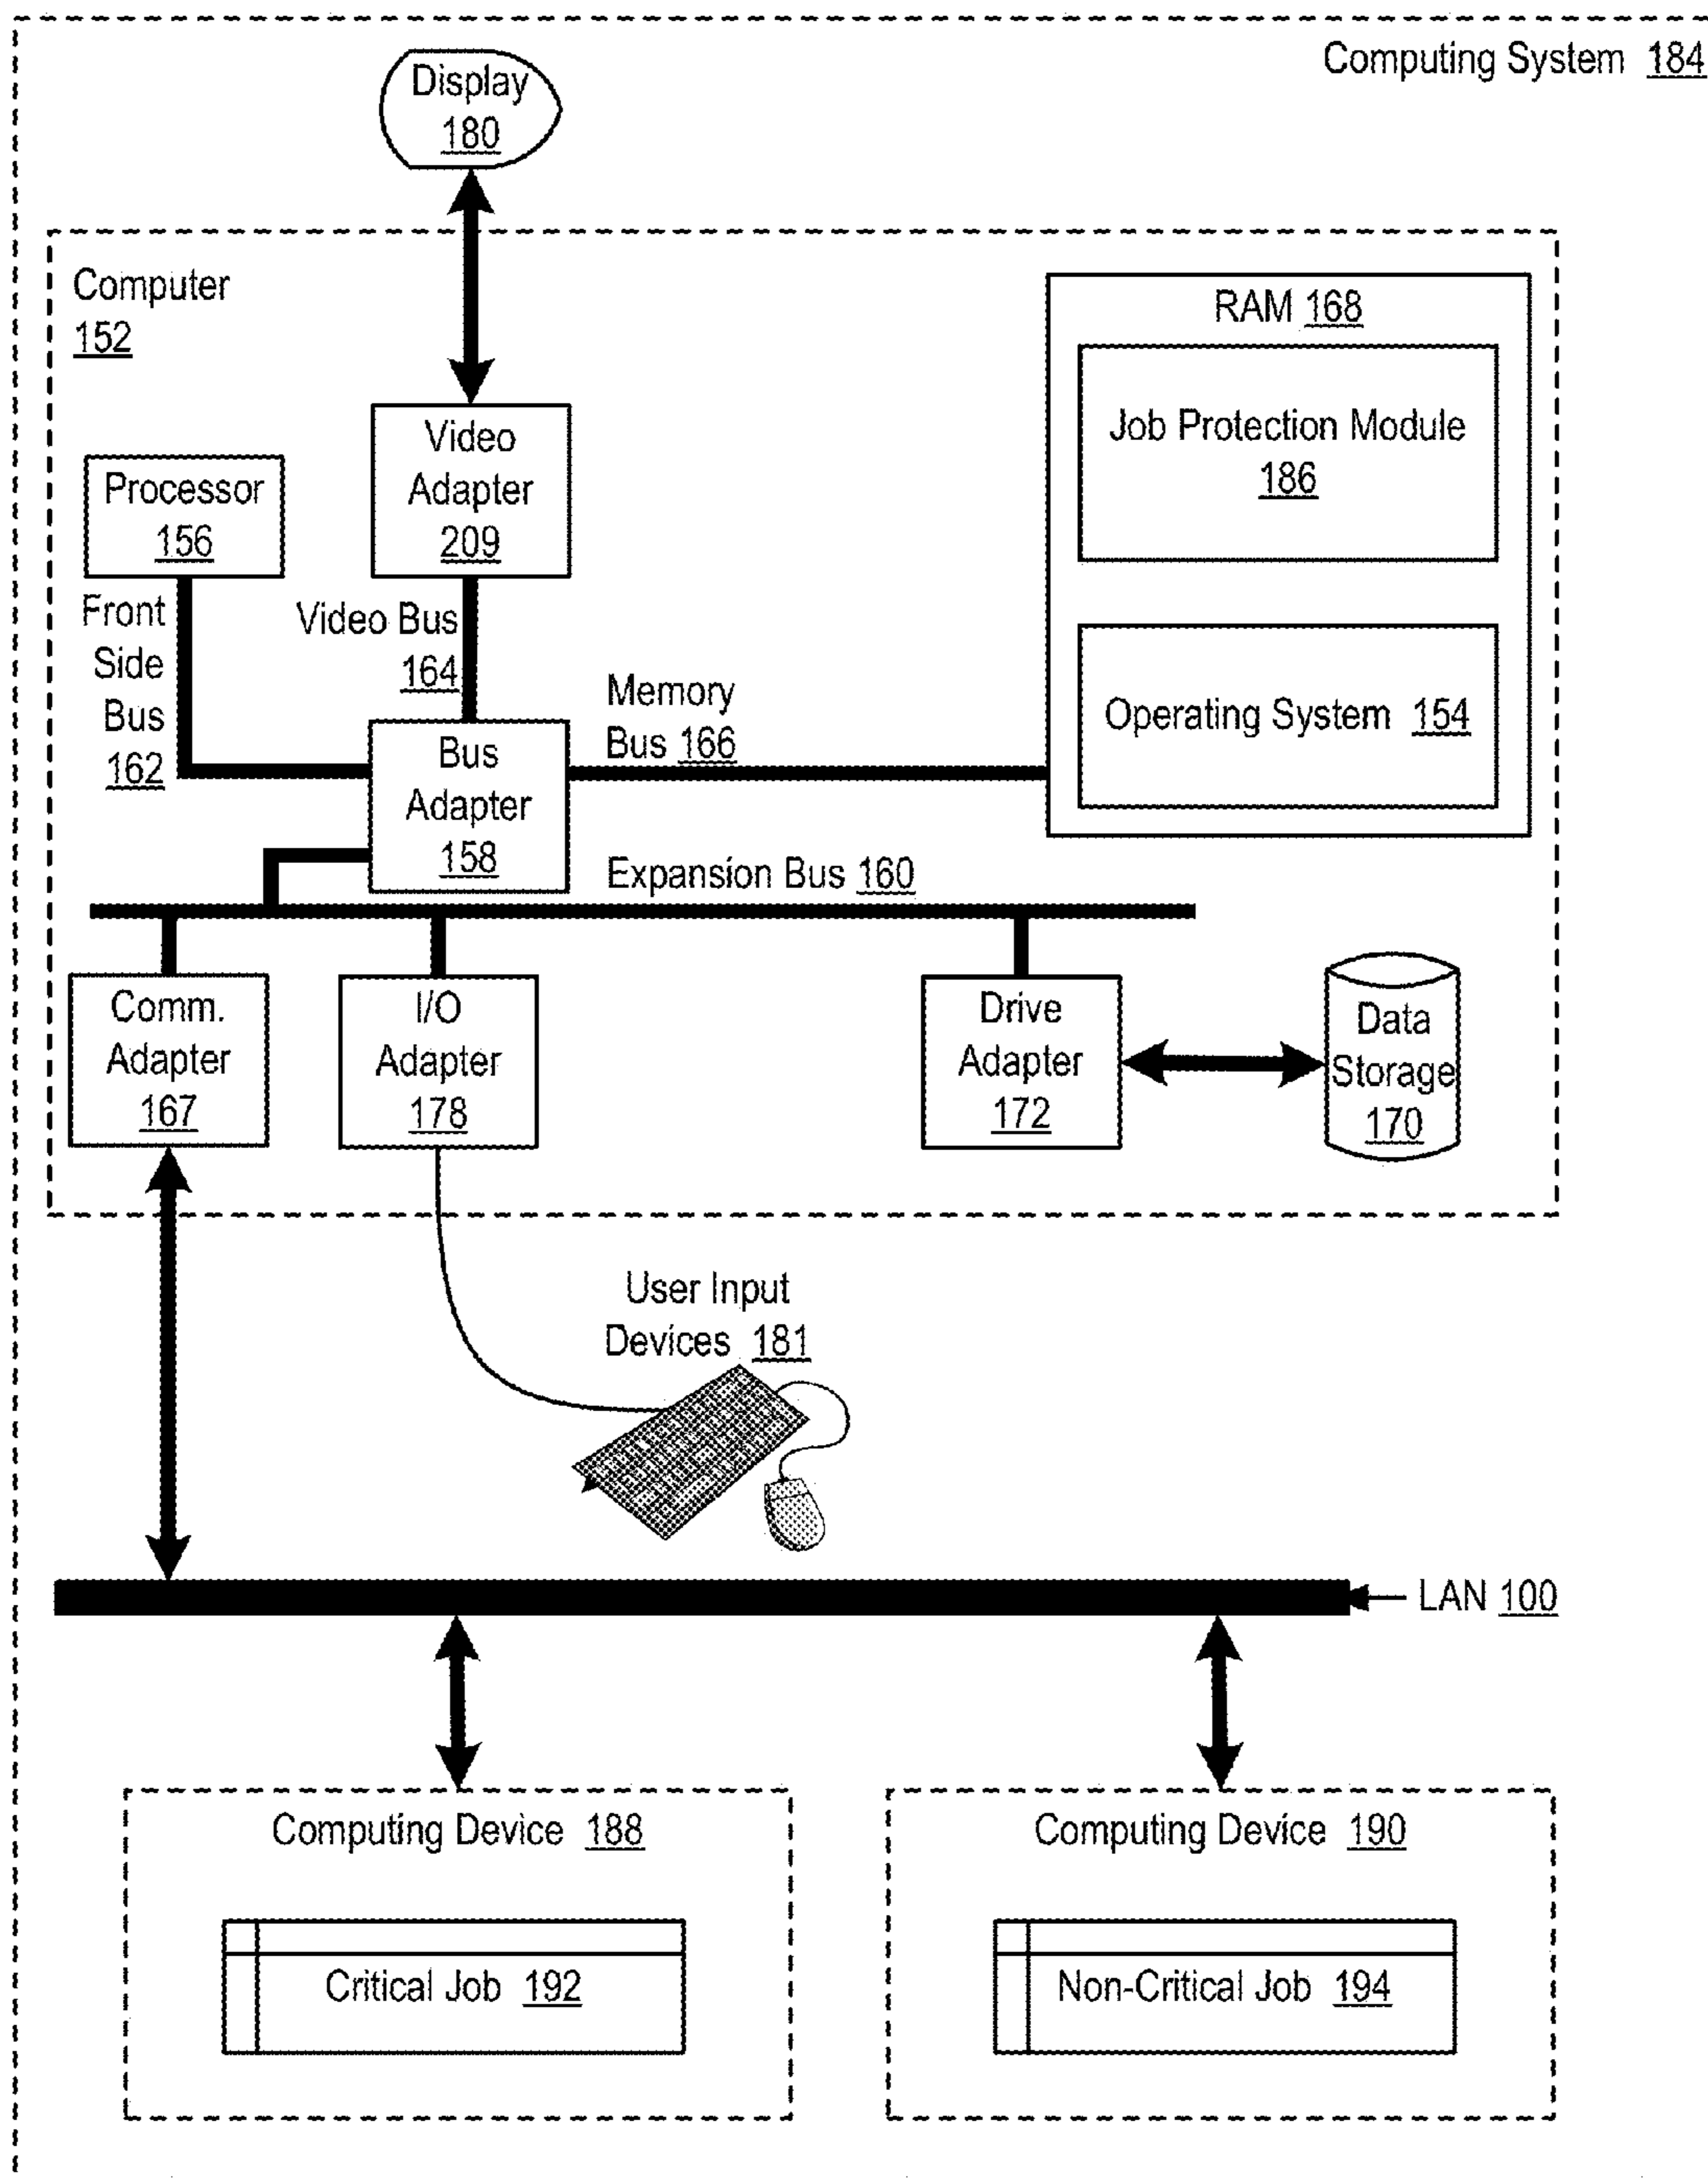 Computing System 184
Display
180
Computer
152
RAM 168
Job Protection Module
186
Operating System 154
Video
Adapter
209
Processor
156
Front
Side
Bus
162
Video Bus
164
Memory
Bus 166
Bus
Adapter
158
Expansion Bus 160
Comm.
Adapter
167
I/O
Adapter
178
Drive
Adapter
172
Data
Storage
170
User Input
Devices 181
LAN 100
Computing Device 188
Critical Job 192
Computing Device 190
Non-Critical Job 194